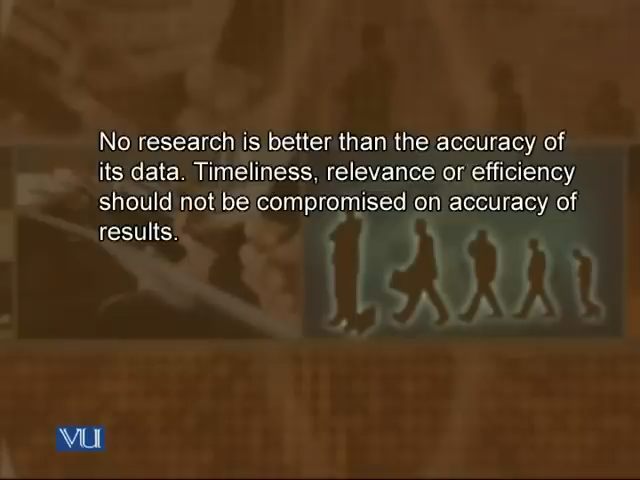 No research is better than the accuracy of
its data. Timeliness, relevance or efficiency
should not be compromised on accuracy of
results.
VU